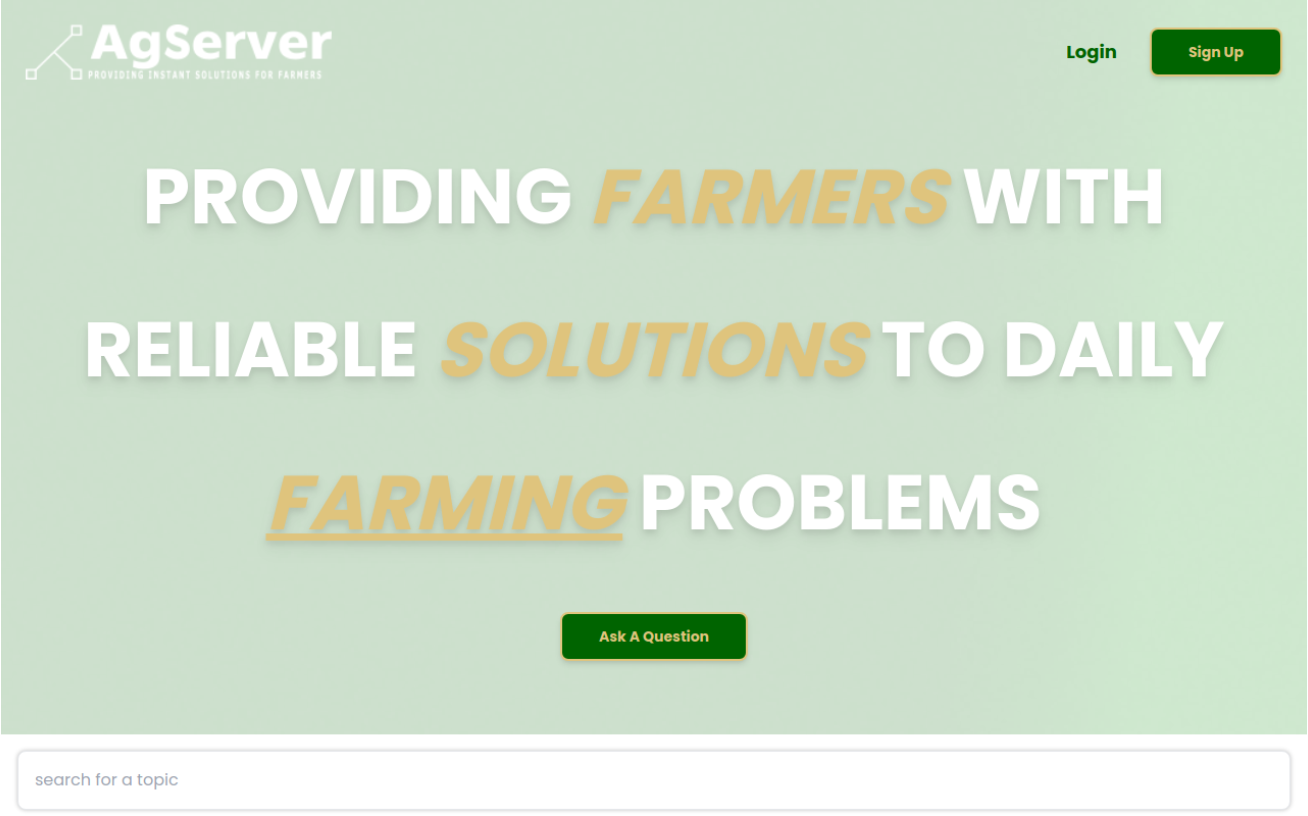 AgServer
PROVIDING INSTANT SOLUTIONS FOR FARMERS
Login
Sign Up
PROVIDING FARMERS WITH
RELIABLE SOLUTIONS TO DAILY
FARMING PROBLEMS
Ask A Question
search for a topic